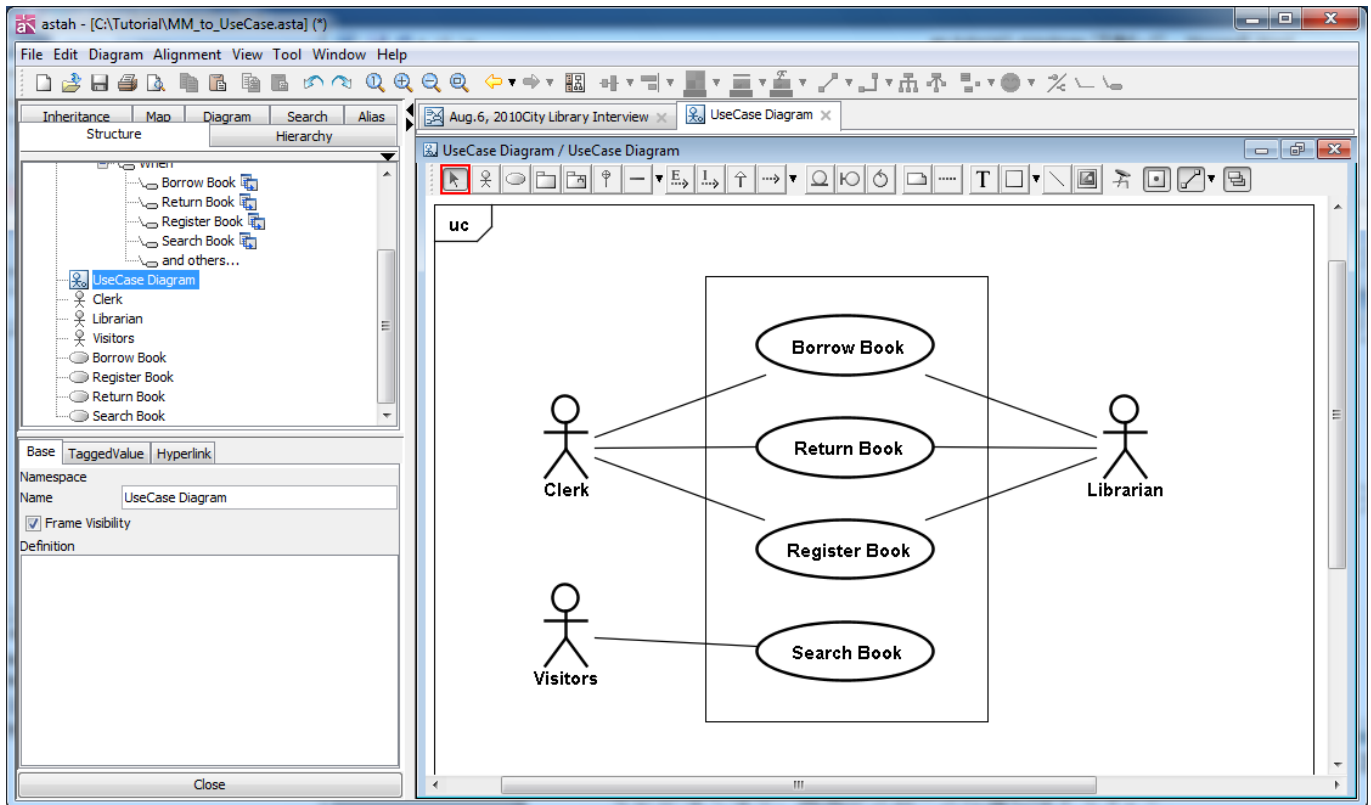 astah - [C:\Tutorial\MM_to_UseCase.asta] (*)
File Edit Diagram Alignment View Tool Window Help
Inheritance Map Diagram Search Alias
Structure Hierarchy
When
Borrow Book
Return Book
Register Book
Search Book
and others...
UseCase Diagram
Clerk
Librarian
Visitors
Borrow Book
Register Book
Return Book
Search Book
Base TaggedValue Hyperlink
Namespace
Name UseCase Diagram
Frame Visibility
Definition
Close
Aug.6, 2010City Library Interview UseCase Diagram
UseCase Diagram / UseCase Diagram
E I T
uc
Borrow Book
Return Book
Clerk
Librarian
Register Book
Search Book
Visitors